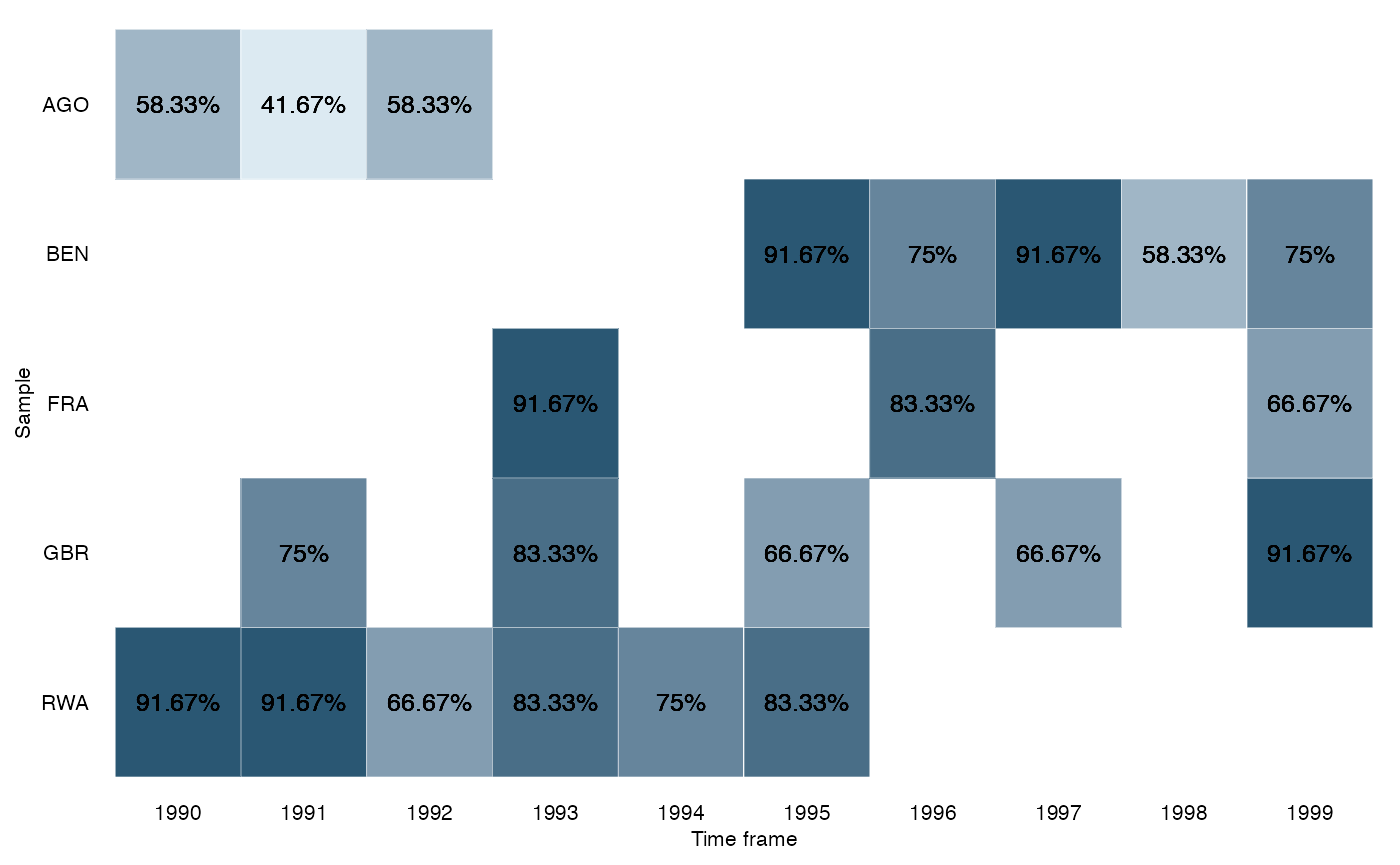 AGO 58.33% 41.67% 58.33%
BEN 91.67% 75% 91.67% 58.33% 75%
Sample
FRA 91.67% 83.33% 66.67%
GBR 75% 83.33% 66.67% 66.67% 91.67%
RWA 91.67% 91.67% 66.67% 83.33% 75% 83.33%
1990 1991 1992 1993 1994 1995 1996 1997 1998 1999
Time frame